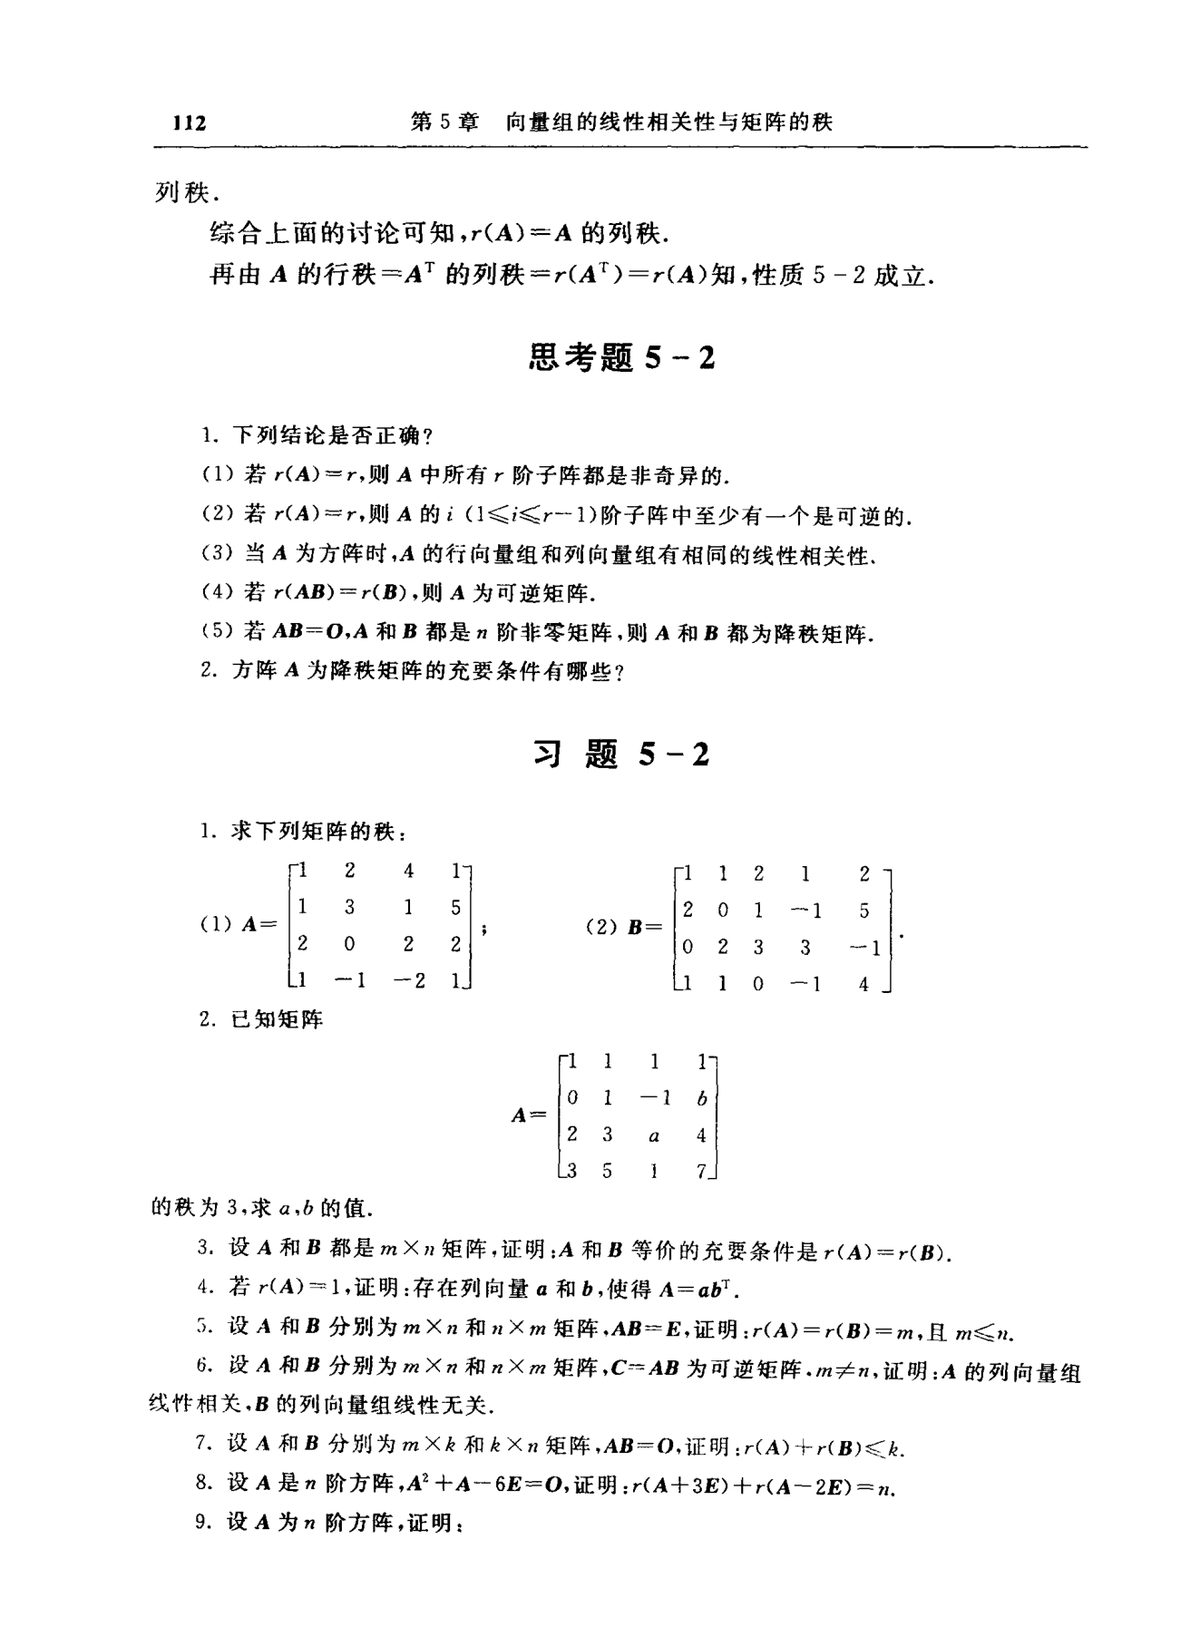 112 第 5 章 向量组的线性相关性与矩阵的秩
列秩.
综合上面的讨论可知,r(A)=A 的列秩.
再由 A 的行秩=Aᵀ 的列秩=r(Aᵀ)=r(A)知,性质 5-2 成立.
思考题 5-2
1. 下列结论是否正确?
(1) 若 r(A)=r,则 A 中所有 r 阶子阵都是非奇异的.
(2) 若 r(A)=r,则 A 的 i (1≤i≤r-1)阶子阵中至少有一个是可逆的.
(3) 当 A 为方阵时,A 的行向量组和列向量组有相同的线性相关性.
(4) 若 r(AB)=r(B),则 A 为可逆矩阵.
(5) 若 AB=O,A 和 B 都是 n 阶非零矩阵,则 A 和 B 都为降秩矩阵.
2. 方阵 A 为降秩矩阵的充要条件有哪些?
习 题 5-2
1. 求下列矩阵的秩:
(1) A=
1 2 4 1
1 3 1 5
2 0 2 2
1 -1 -2 1
;
(2) B=
1 1 2 1 2
2 0 1 -1 5
0 2 3 3 -1
1 1 0 -1 4
.
2. 已知矩阵
A=
1 1 1 1
0 1 -1 b
2 3 a 4
3 5 1 7
的秩为 3,求 a,b 的值.
3. 设 A 和 B 都是 m×n 矩阵,证明:A 和 B 等价的充要条件是 r(A)=r(B).
4. 若 r(A)=1,证明:存在列向量 a 和 b,使得 A=abᵀ.
5. 设 A 和 B 分别为 m×n 和 n×m 矩阵,AB=E,证明:r(A)=r(B)=m,且 m≤n.
6. 设 A 和 B 分别为 m×n 和 n×m 矩阵,C=AB 为可逆矩阵,m≠n,证明:A 的列向量组
线性相关,B 的列向量组线性无关.
7. 设 A 和 B 分别为 m×k 和 k×n 矩阵,AB=O,证明:r(A)+r(B)≤k.
8. 设 A 是 n 阶方阵,A²+A-6E=O,证明:r(A+3E)+r(A-2E)=n.
9. 设 A 为 n 阶方阵,证明: